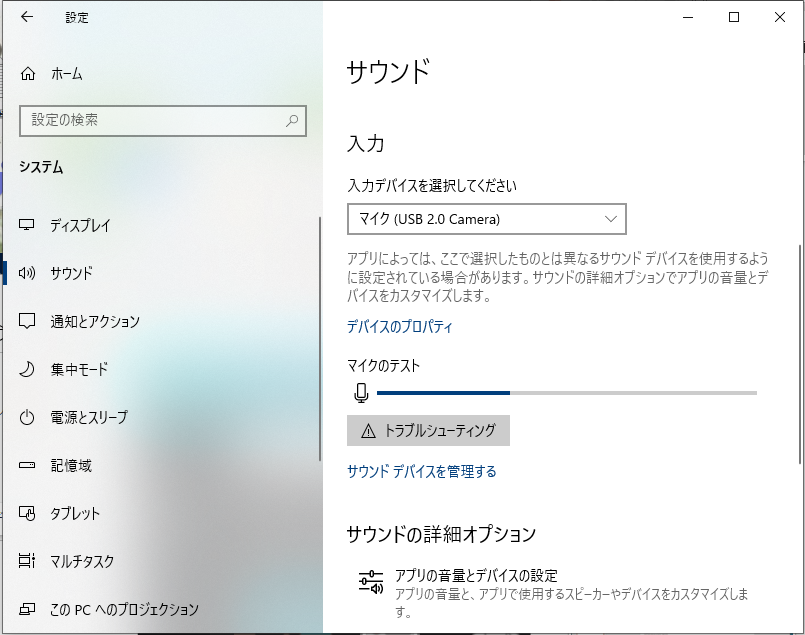 設定
ホーム
設定の検索
システム
ディスプレイ
サウンド
通知とアクション
集中モード
電源とスリープ
記憶域
タブレット
マルチタスク
この PC へのプロジェクション
サウンド
入力
入力デバイスを選択してください
マイク (USB 2.0 Camera)
アプリによっては、ここで選択したものとは異なるサウンド デバイスを使用するよう
に設定されている場合があります。サウンドの詳細オプションでアプリの音量とデ
バイスをカスタマイズします。
デバイスのプロパティ
マイクのテスト
トラブルシューティング
サウンド デバイスを管理する
サウンドの詳細オプション
アプリの音量とデバイスの設定
アプリの音量と、アプリで使用するスピーカーやデバイスをカスタマイズしま
す。